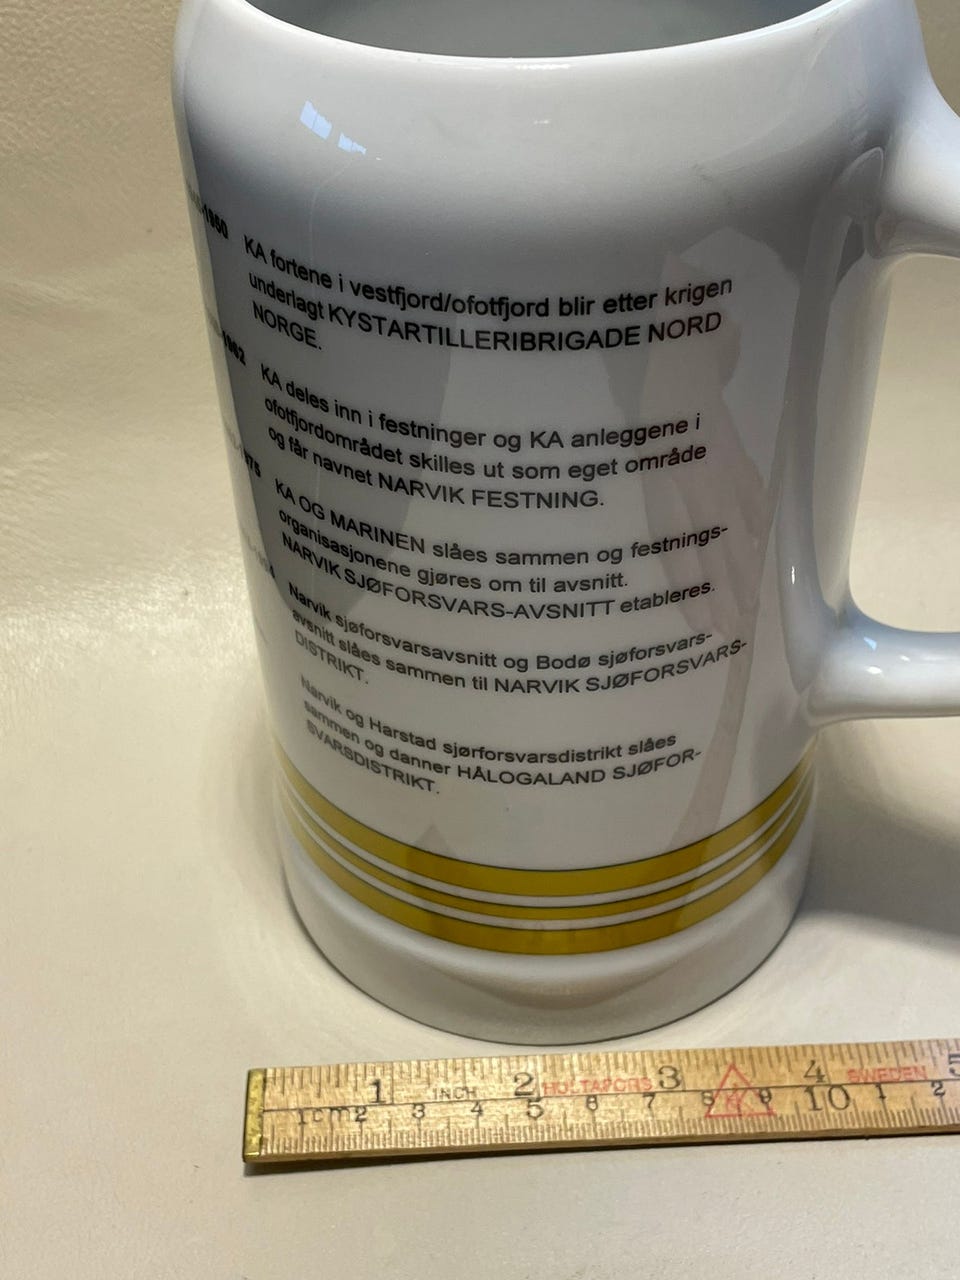 1950 KA fortene i vestfjord/ofotfjord blir etter krigen
underlagt KYSTARTILLERIBRIGADE NORD
NORGE.
KA deles inn i festninger og KA anleggene i
ofotfjordområdet skilles ut som eget område
og får navnet NARVIK FESTNING.
KA OG MARINEN slåes sammen og festnings-
organisasjonene gjøres om til avsnitt.
NARVIK SJØFORSVARS-AVSNITT etableres.
Narvik sjøforsvarsavsnitt og Bodø sjøforsvars-
avsnitt slåes sammen til NARVIK SJØFORSVARS-
DISTRIKT.
Narvik og Harstad sjørforsvarsdistrikt slåes
sammen og danner HÅLOGALAND SJØFOR-
SVARSDISTRIKT.
1 INCH 2 HULTAFORS 3 4 SWEDEN 5
1cm 2 3 4 5 6 7 8 9 10 1 2